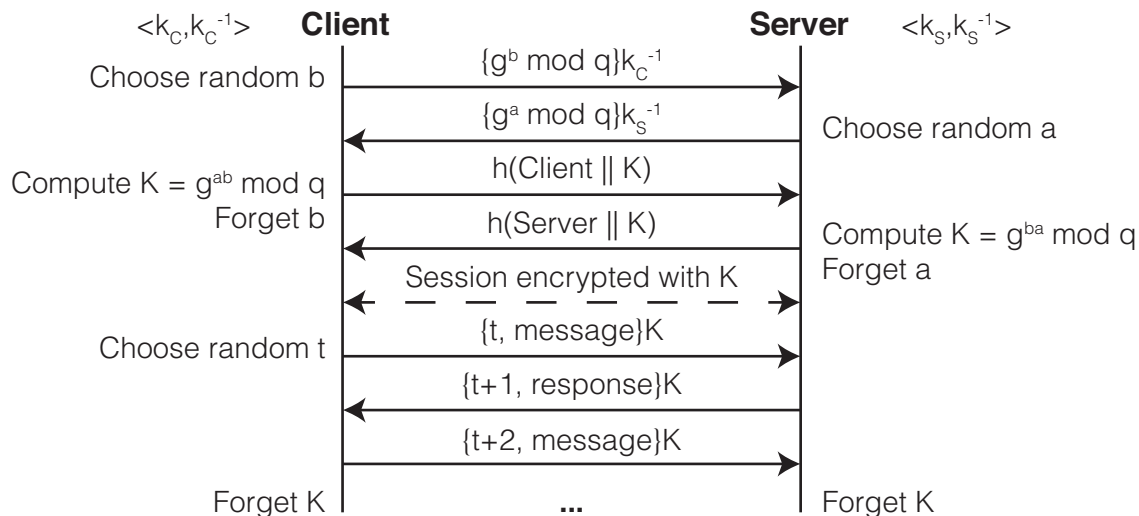 <k_C,k_C^-1> Client Server <k_S,k_S^-1>
Choose random b {g^b mod q}k_C^-1
{g^a mod q}k_S^-1 Choose random a
Compute K = g^ab mod q h(Client || K)
Forget b
h(Server || K) Compute K = g^ba mod q
Forget a
Session encrypted with K
Choose random t {t, message}K
{t+1, response}K
{t+2, message}K
Forget K ... Forget K